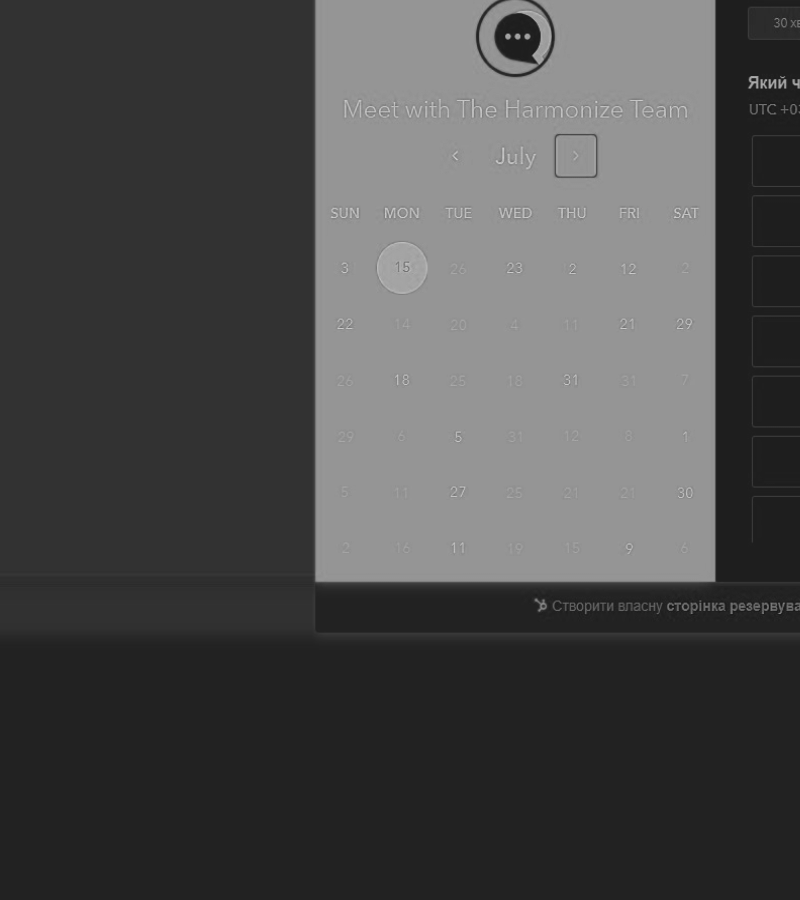 30 хв
Який ч
Meet with The Harmonize Team
UTC +03
July
SUN MON TUE WED THU FRI SAT
3 15 26 23 2 12 2
22 14 20 4 11 21 29
26 18 25 18 31 31 7
29 6 5 31 12 8 1
5 11 27 25 21 21 30
2 16 11 19 15 9 6
Створити власну сторінка резервува